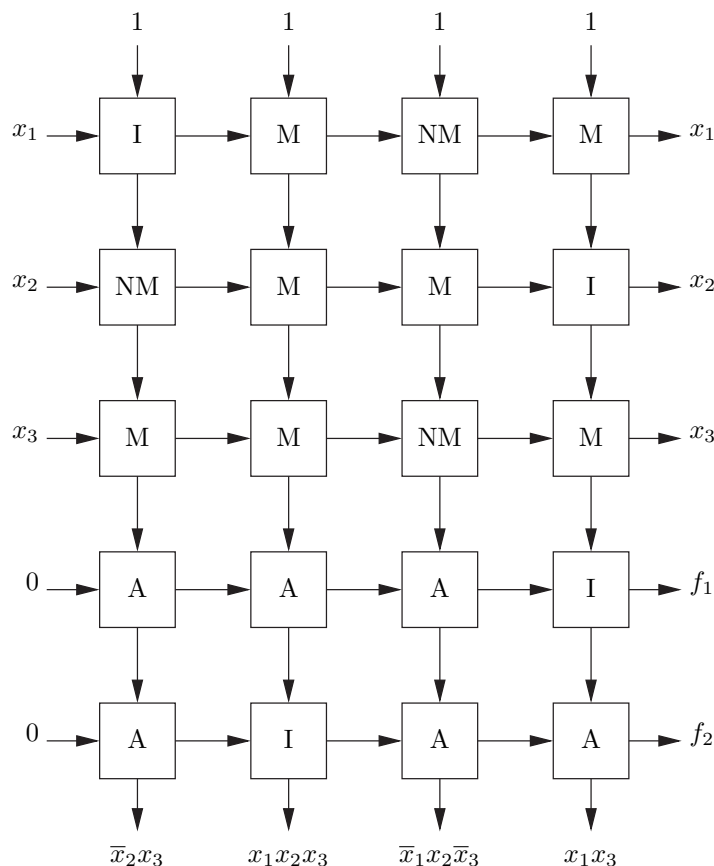 1 1 1 1
x₁ I M NM M x₁
x₂ NM M M I x₂
x₃ M M NM M x₃
0 A A A I f₁
0 A I A A f₂
x̅₂x₃ x₁x₂x₃ x̅₁x₂x̅₃ x₁x₃